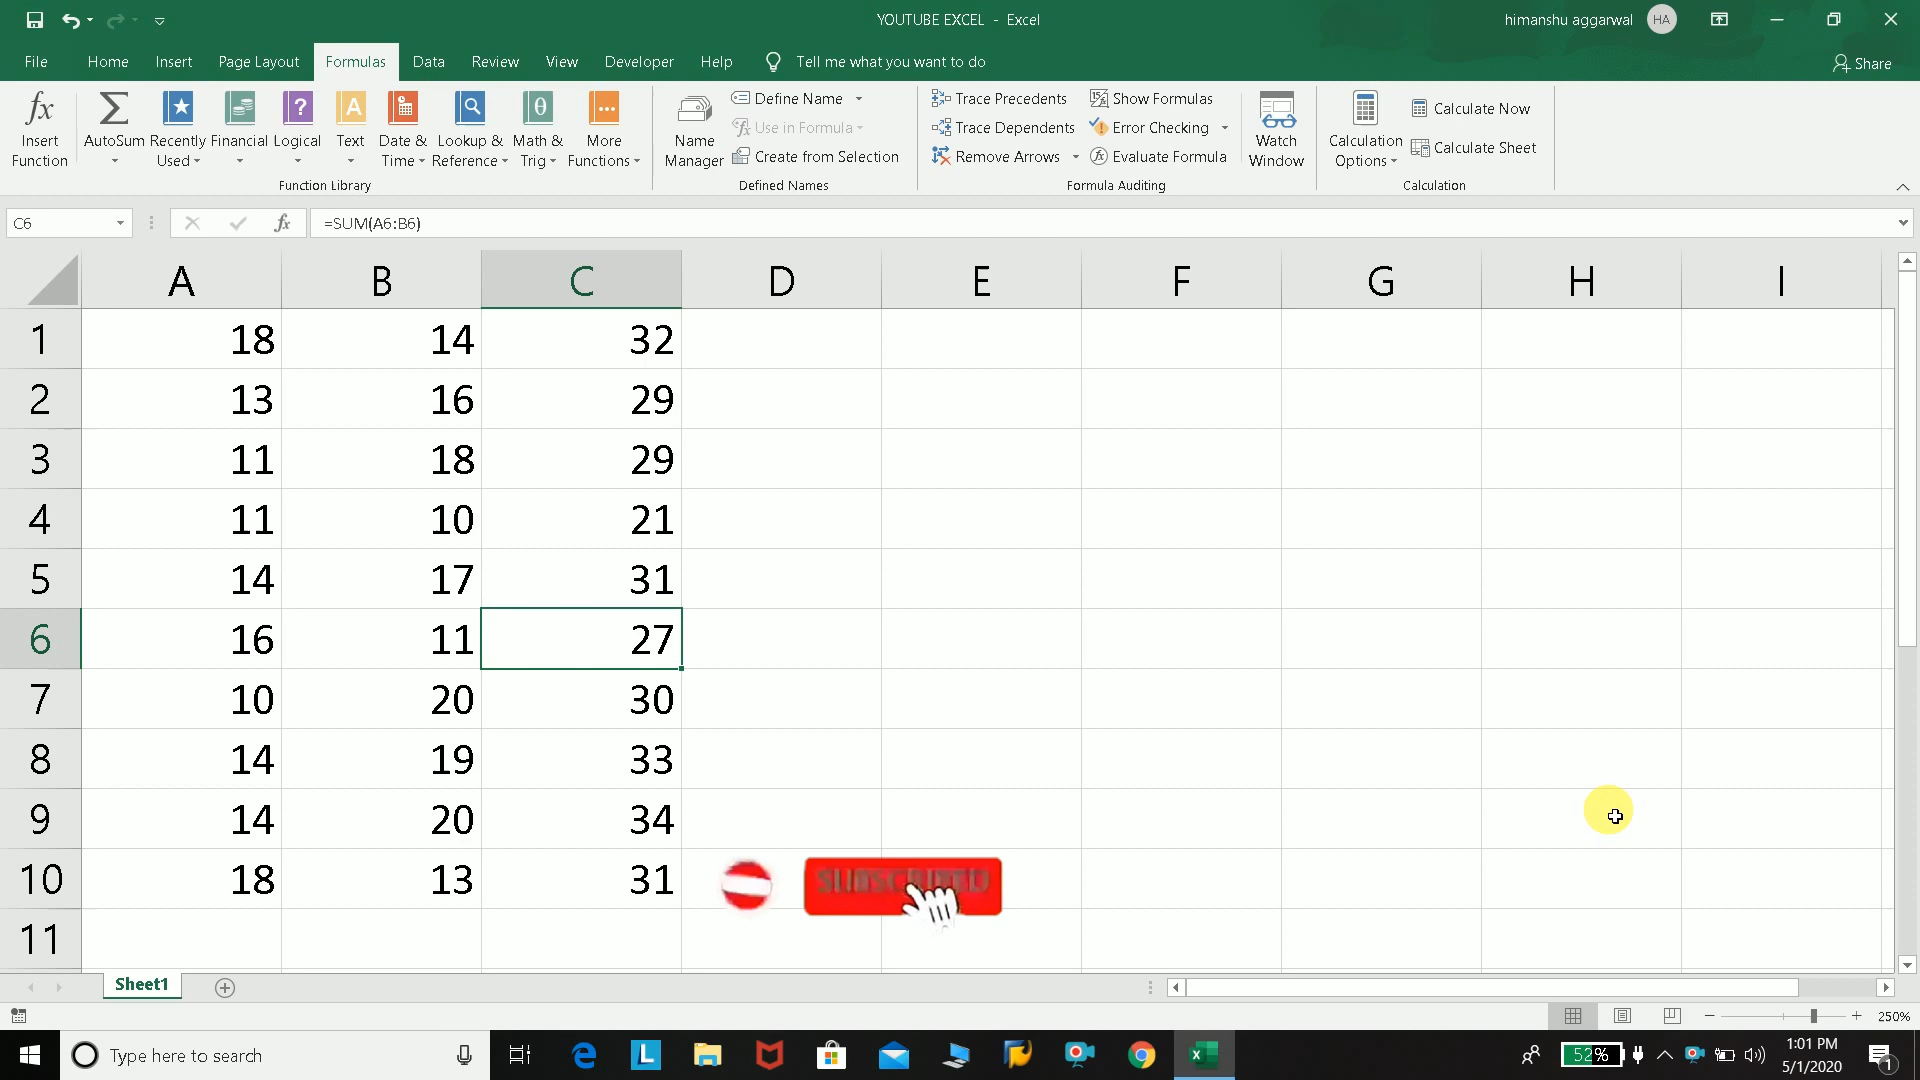 YOUTUBE EXCEL - Excel
himanshu aggarwal HA
File Home Insert Page Layout Formulas Data Review View Developer Help Tell me what you want to do Share
Insert Function AutoSum Recently Used Financial Logical Text Date & Time Lookup & Reference Math & Trig More Functions
Function Library
Name Manager
Define Name
Use in Formula
Create from Selection
Defined Names
Trace Precedents
Trace Dependents
Remove Arrows
Show Formulas
Error Checking
Evaluate Formula
Formula Auditing
Watch Window
Calculation Options
Calculate Now
Calculate Sheet
Calculation
C6 fx =SUM(A6:B6)
A B C D E F G H I
1 18 14 32
2 13 16 29
3 11 18 29
4 11 10 21
5 14 17 31
6 16 11 27
7 10 20 30
8 14 19 33
9 14 20 34
10 18 13 31
11
Sheet1
250%
Type here to search
52%
1:01 PM
5/1/2020
1